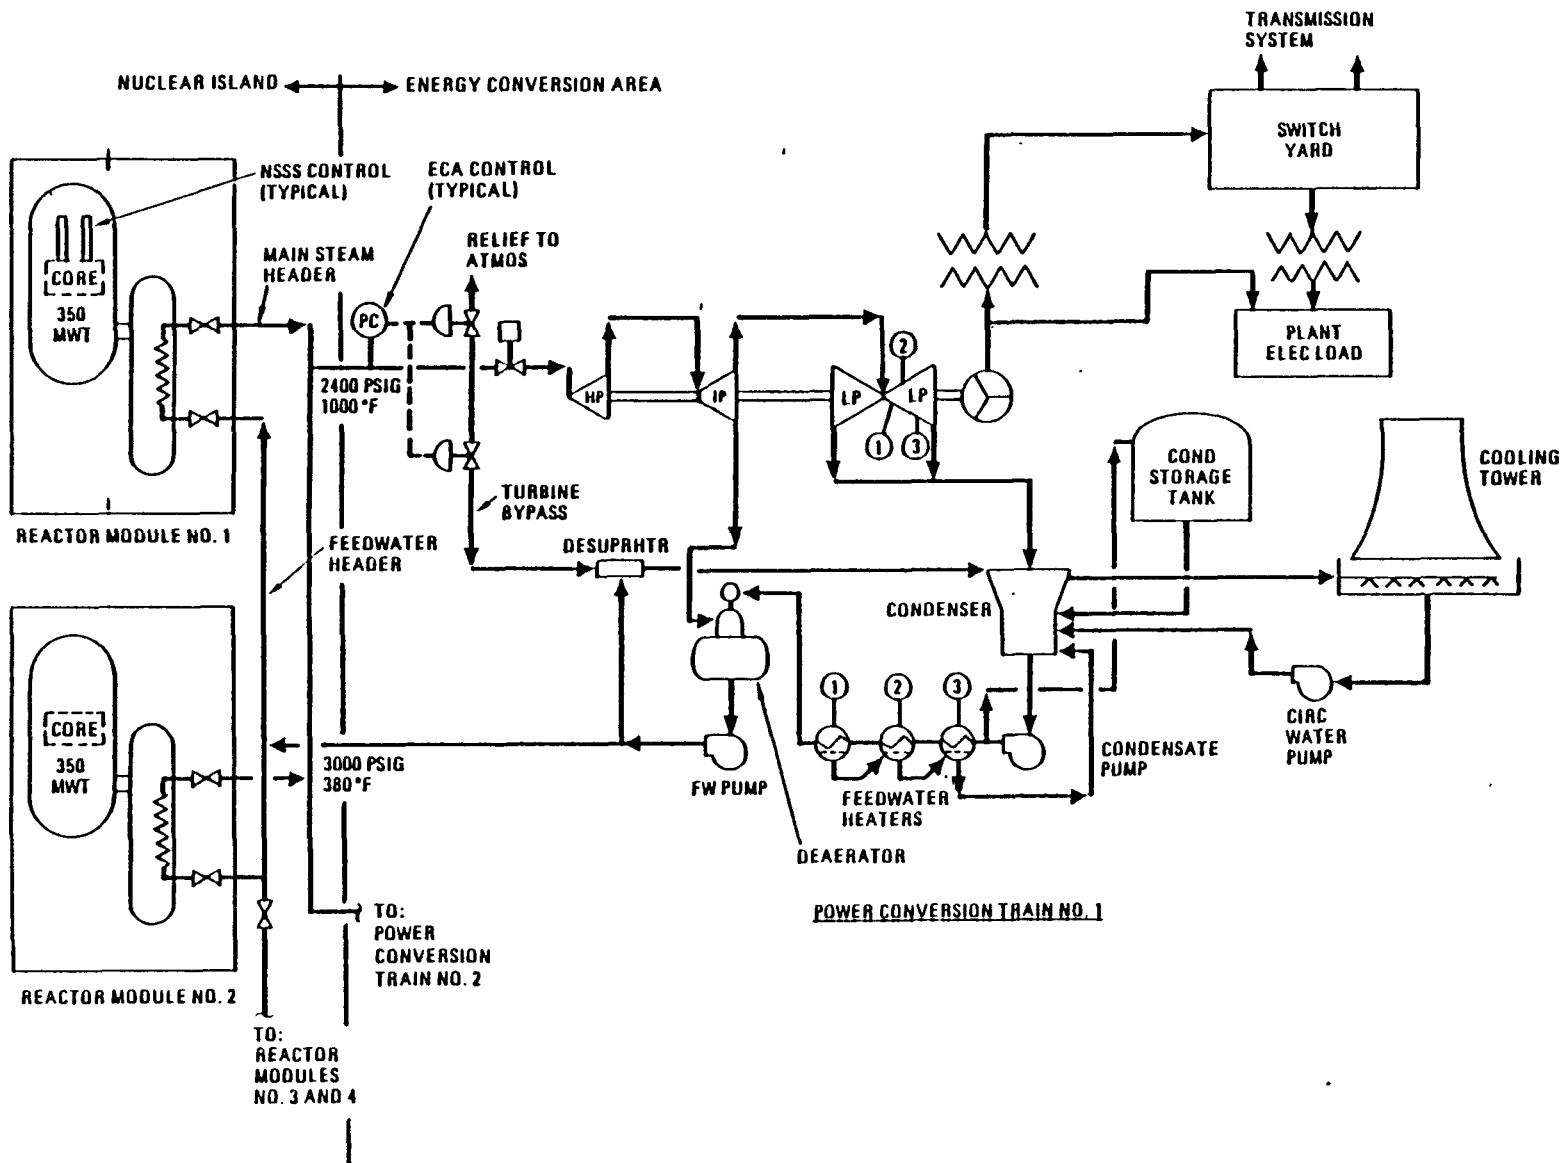 TRANSMISSION
SYSTEM
NUCLEAR ISLAND
ENERGY CONVERSION AREA
SWITCH
YARD
NSSS CONTROL
(TYPICAL)
ECA CONTROL
(TYPICAL)
RELIEF TO
ATMOS
MAIN STEAM
HEADER
CORE
350
MWT
PC
PLANT
ELEC LOAD
2400 PSIG
1000 °F
HP
IP
LP
LP
2
1
3
COND
STORAGE
TANK
COOLING
TOWER
TURBINE
BYPASS
REACTOR MODULE NO. 1
FEEDWATER
HEADER
DESUPRHTR
CONDENSER
CORE
350
MWT
1
2
3
3000 PSIG
380 °F
FW PUMP
FEEDWATER
HEATERS
CONDENSATE
PUMP
CIRC
WATER
PUMP
DEAERATOR
POWER CONVERSION TRAIN NO. 1
TO:
POWER
CONVERSION
TRAIN NO. 2
REACTOR MODULE NO. 2
TO:
REACTOR
MODULES
NO. 3 AND 4